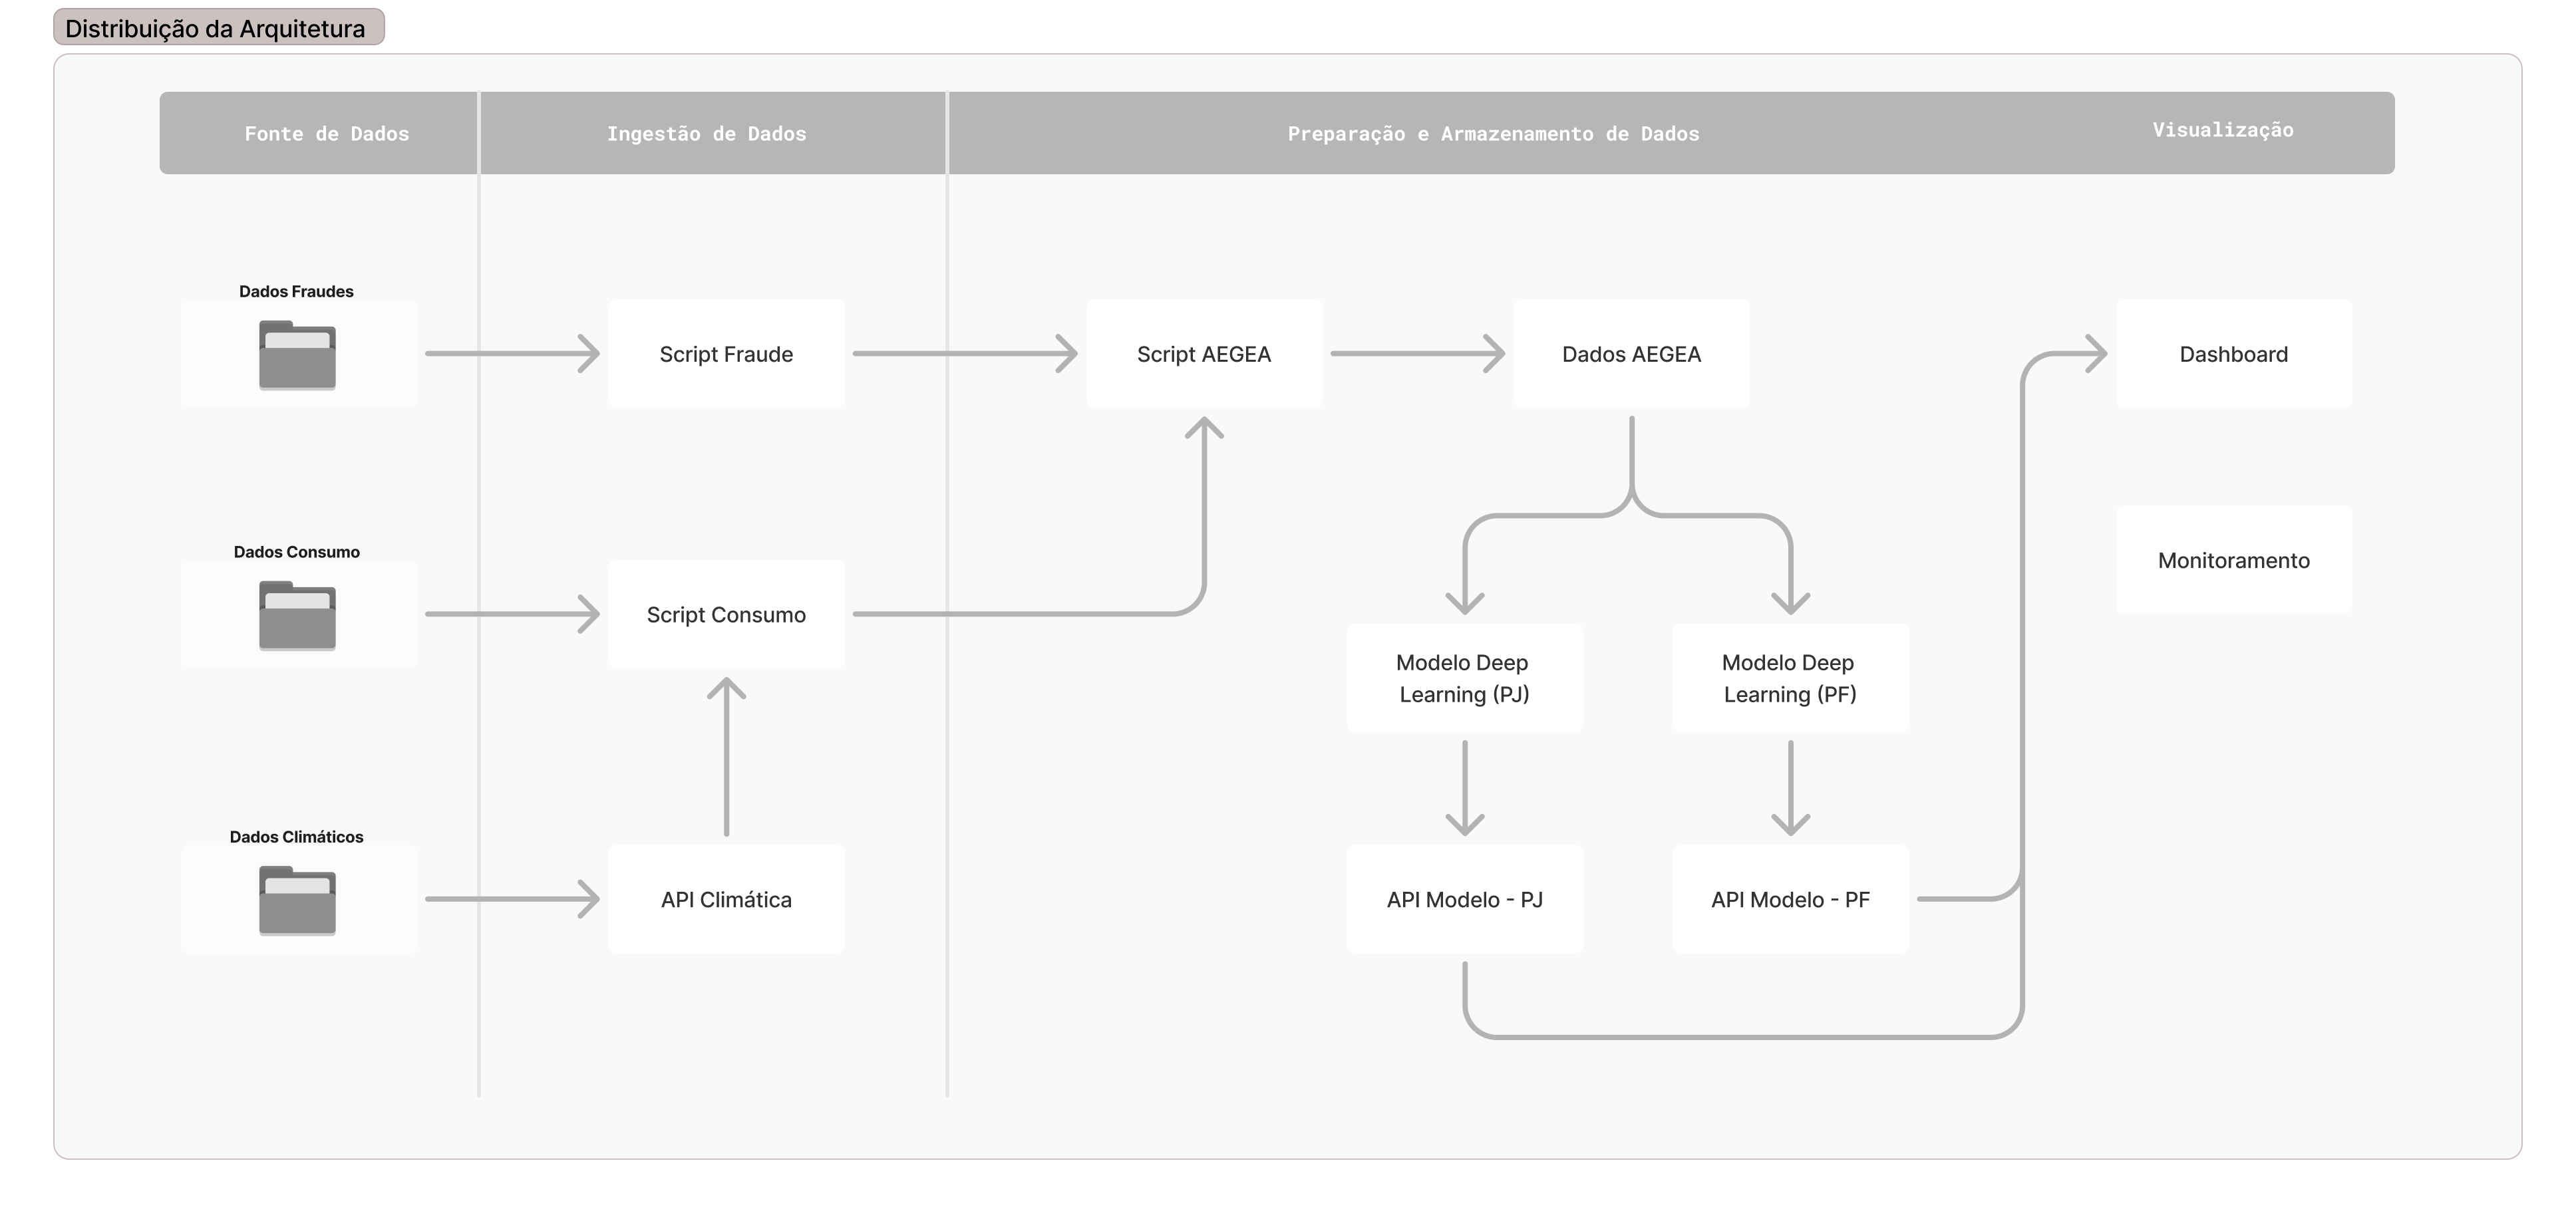 Distribuição da Arquitetura
Fonte de Dados
Ingestão de Dados
Preparação e Armazenamento de Dados
Visualização
Dados Fraudes
Script Fraude
Script AEGEA
Dados AEGEA
Dashboard
Dados Consumo
Script Consumo
Monitoramento
Modelo Deep
Learning (PJ)
Modelo Deep
Learning (PF)
Dados Climáticos
API Climática
API Modelo - PJ
API Modelo - PF